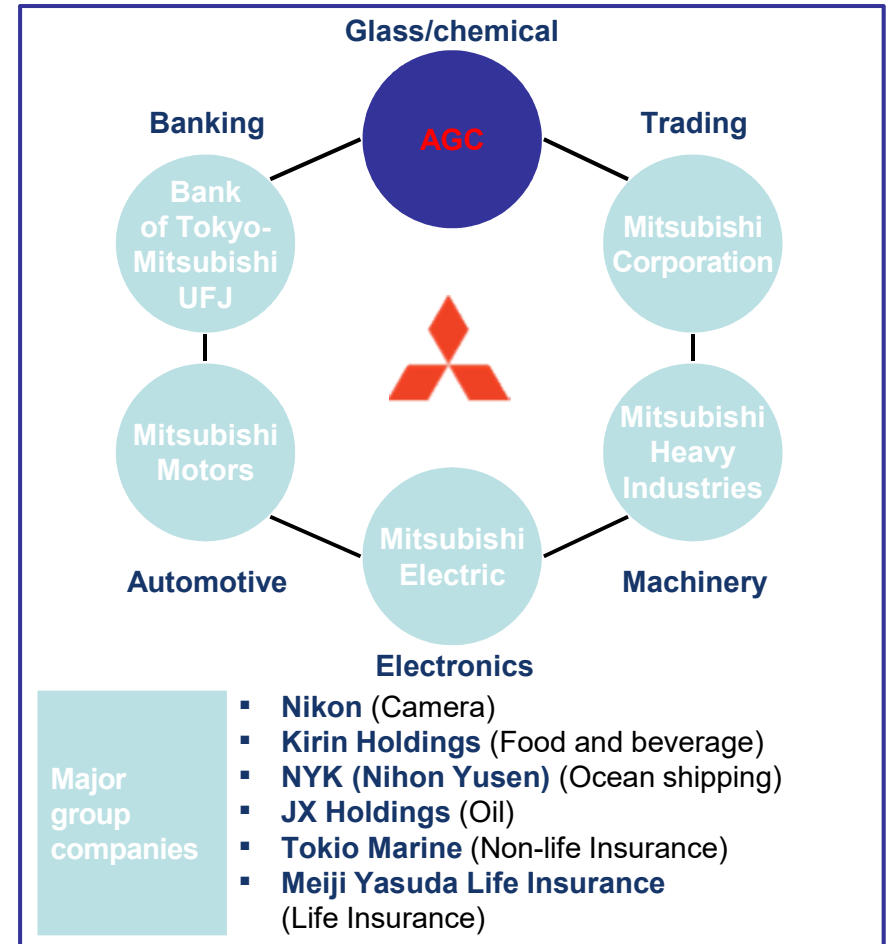 Glass/chemical
Banking
AGC
Trading
Bank
of Tokyo-
Mitsubishi
UFJ
Mitsubishi
Corporation
Mitsubishi
Motors
Mitsubishi
Heavy
Industries
Mitsubishi
Electric
Automotive
Machinery
Electronics
Major
group
companies
▪ Nikon (Camera)
▪ Kirin Holdings (Food and beverage)
▪ NYK (Nihon Yusen) (Ocean shipping)
▪ JX Holdings (Oil)
▪ Tokio Marine (Non-life Insurance)
▪ Meiji Yasuda Life Insurance
(Life Insurance)